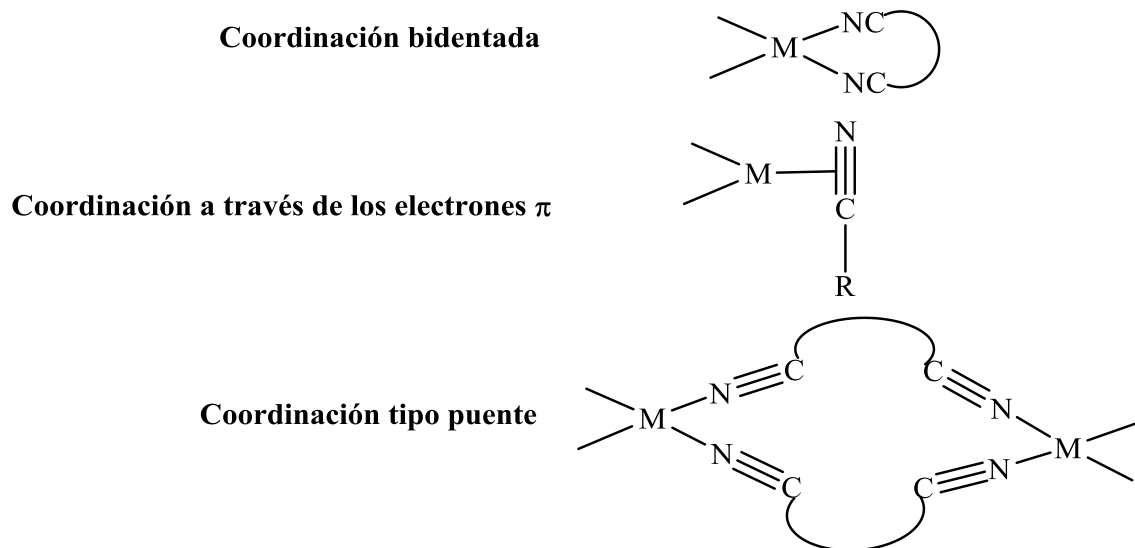 Coordinación bidentada
NC
M
NC
N
M
Coordinación a través de los electrones π
C
R
C
C
N
N
Coordinación tipo puente
M
M
N
N
C
C